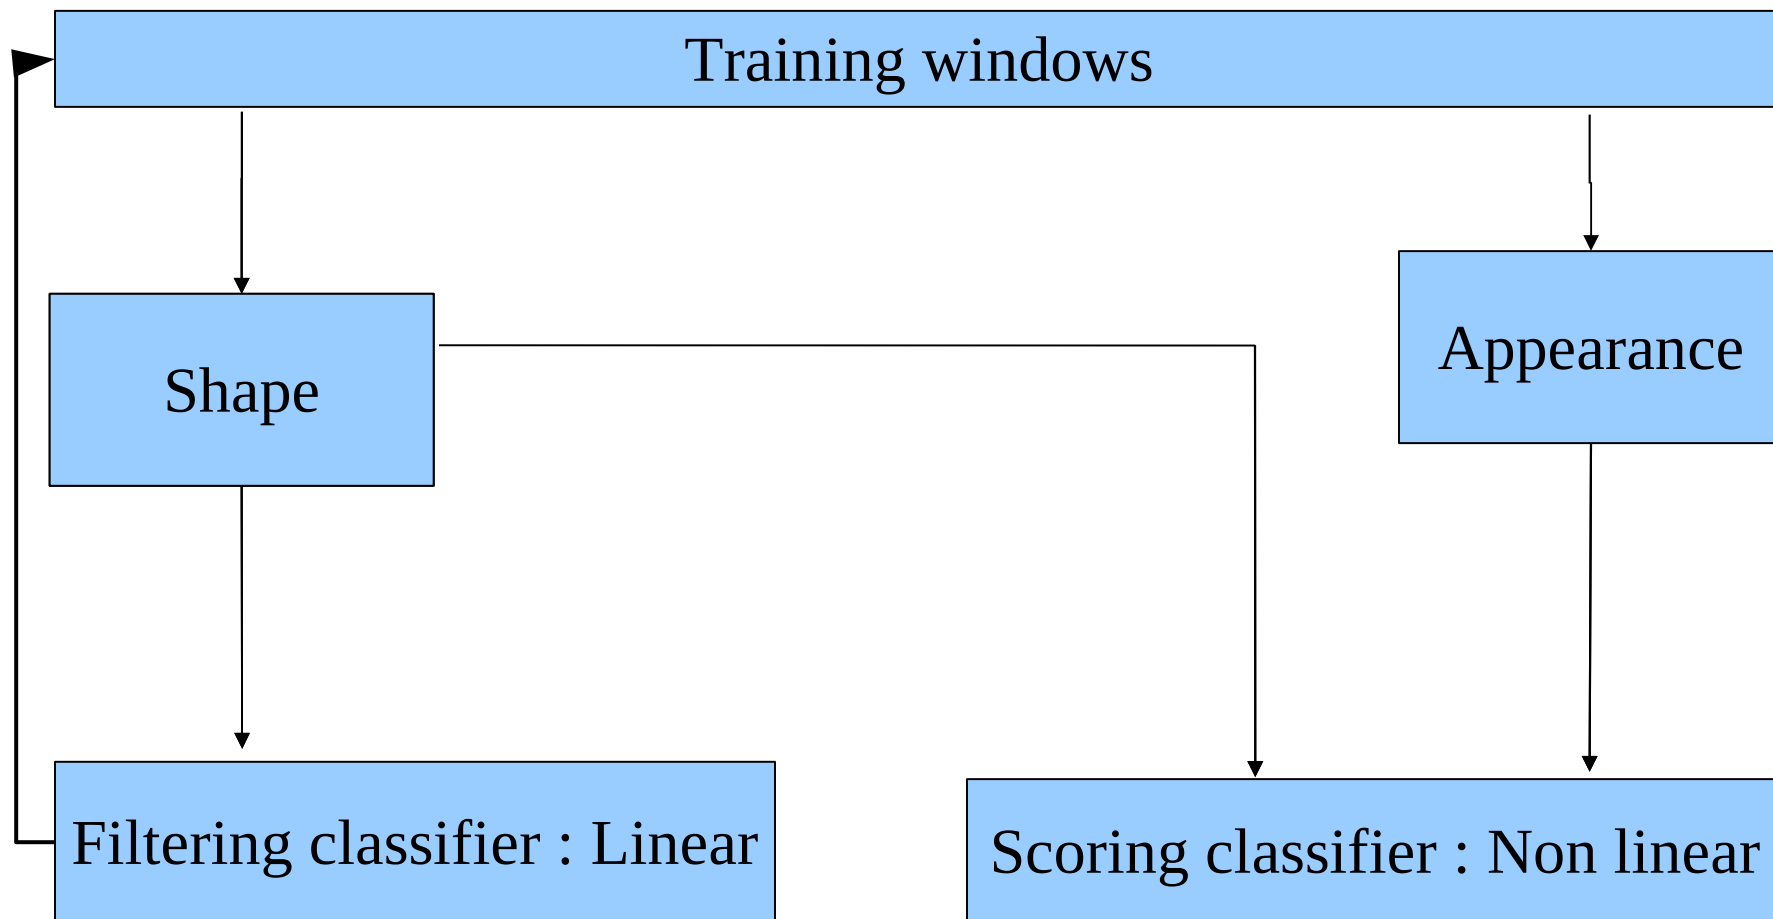 Training windows
Appearance
Shape
Filtering classifier : Linear
Scoring classifier : Non linear